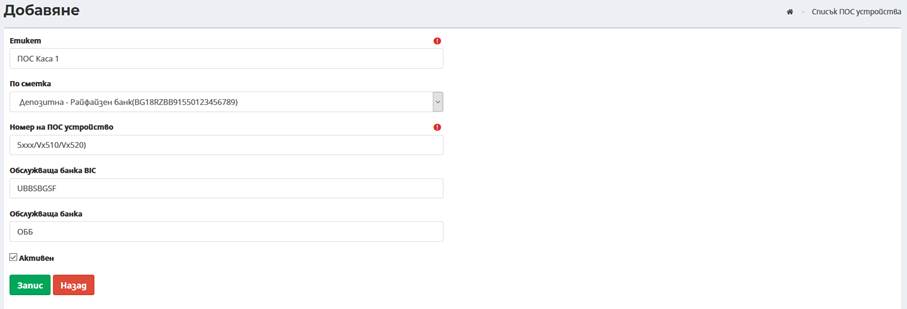 Добавяне
Списък ПОС устройства
Етикет
ПОС Каса 1
По сметка
Депозитна - Райфайзен банк(BG18RZBB91550123456789)
Номер на ПОС устройство
5xxx/Vx510/Vx520)
Обслужваща банка BIC
UBBSBGSF
Обслужваща банка
ОББ
Активен
Запис Назад